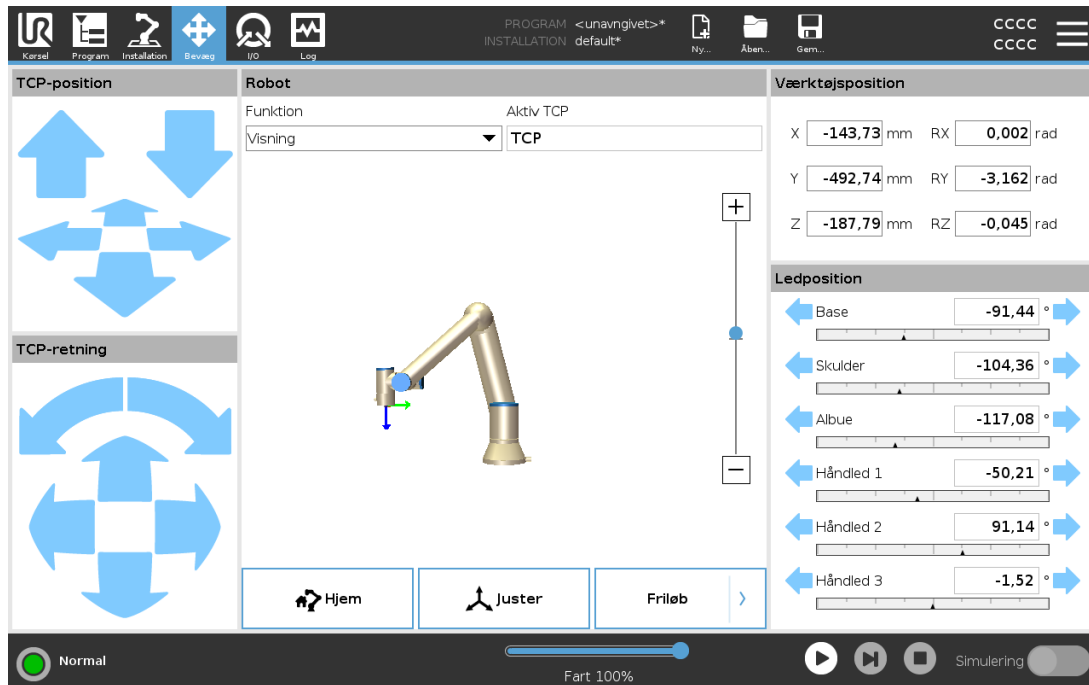 UR
PROGRAM <unavngivet>*
INSTALLATION default*
Kørsel Program Installation Bevæg I/O Log
Ny... Åben... Gem...
CCCC
CCCC
TCP-position
Robot
Værktøjsposition
Funktion Aktiv TCP
Visning TCP
X -143,73 mm RX 0,002 rad
Y -492,74 mm RY -3,162 rad
Z -187,79 mm RZ -0,045 rad
+
−
TCP-retning
Ledposition
Base -91,44 °
Skulder -104,36 °
Albue -117,08 °
Håndled 1 -50,21 °
Håndled 2 91,14 °
Håndled 3 -1,52 °
Hjem Juster Friløb
Normal
Fart 100%
Simulering